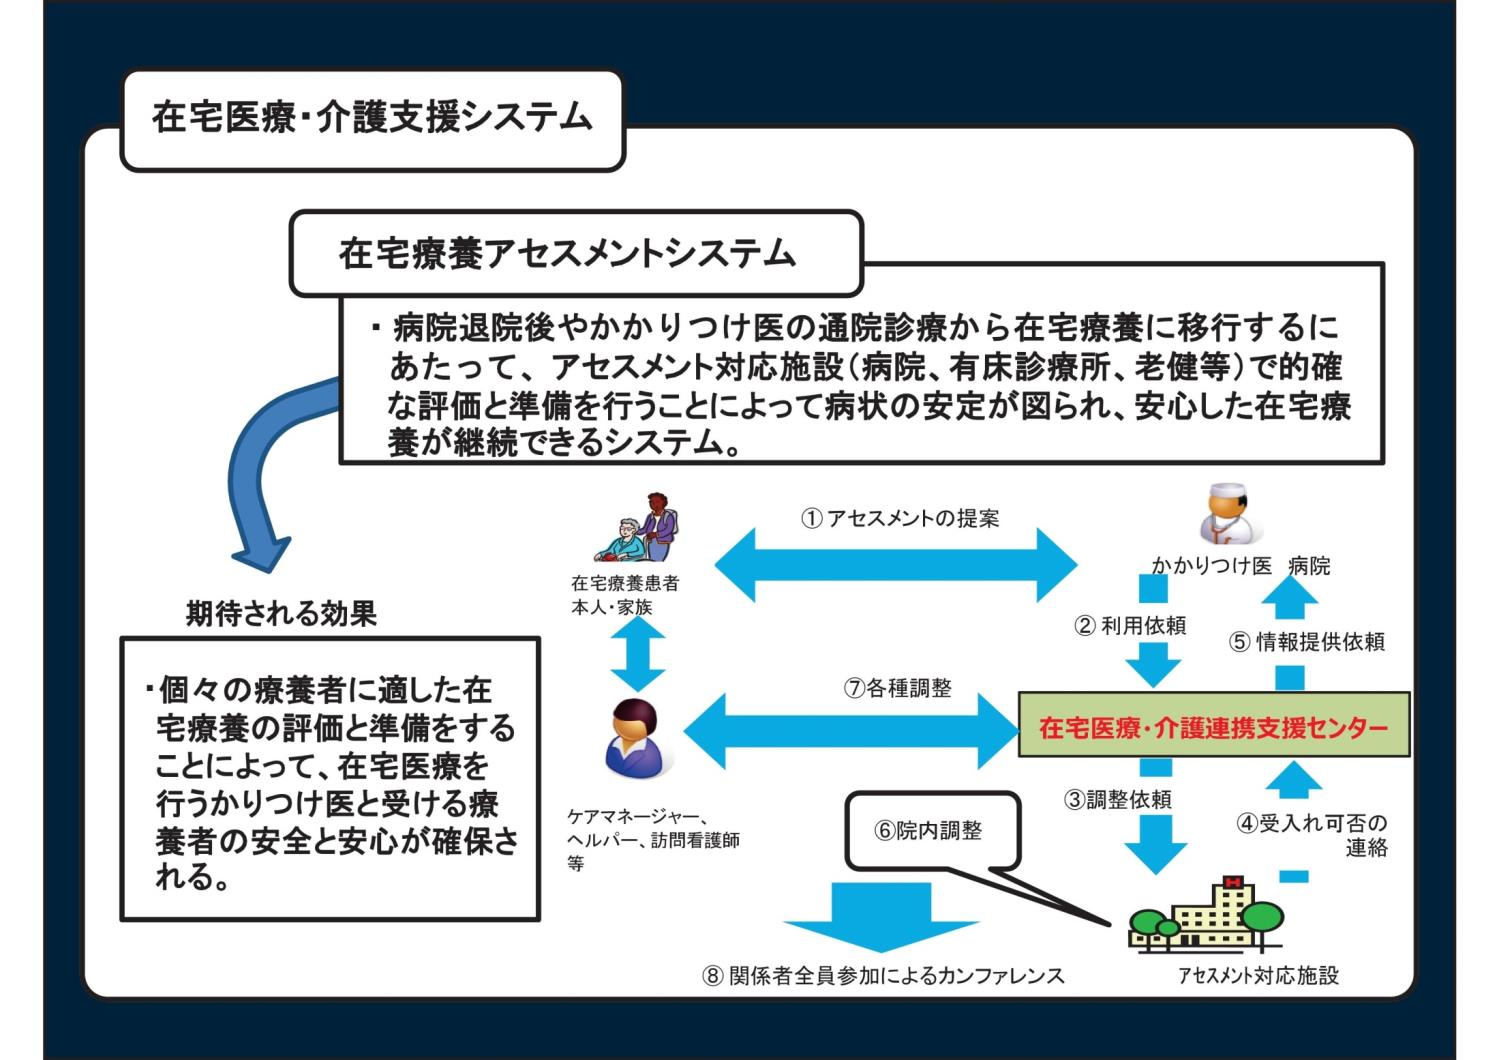 在宅医療・介護支援システム
在宅療養アセスメントシステム
・病院退院後やかかりつけ医の通院診療から在宅療養に移行するに
あたって、アセスメント対応施設（病院、有床診療所、老健等）で的確
な評価と準備を行うことによって病状の安定が図られ、安心した在宅療
養が継続できるシステム。
①アセスメントの提案
かかりつけ医　病院
在宅療養患者
本人・家族
②利用依頼
⑤情報提供依頼
期待される効果
・個々の療養者に適した在
宅療養の評価と準備をする
ことによって、在宅医療を
行うかりつけ医と受ける療
養者の安全と安心が確保さ
れる。
⑦各種調整
在宅医療・介護連携支援センター
ケアマネージャー、
ヘルパー、訪問看護師
等
③調整依頼
④受入れ可否の
連絡
⑥院内調整
H
⑧関係者全員参加によるカンファレンス
アセスメント対応施設